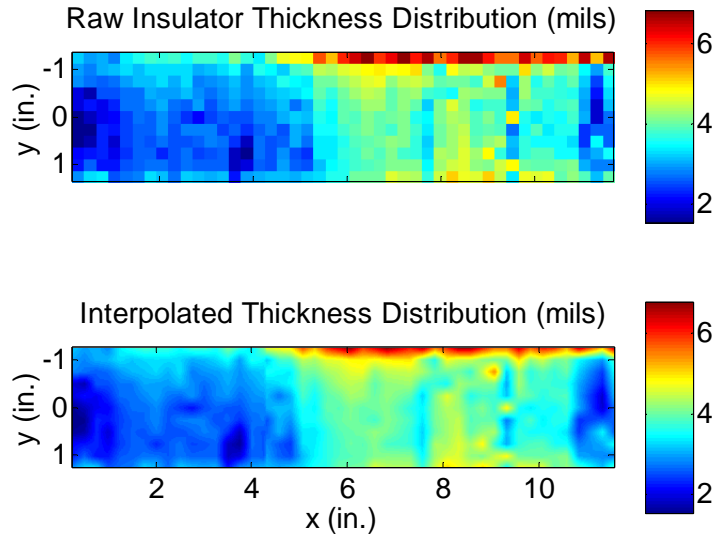 Raw Insulator Thickness Distribution (mils)
y (in.)
-1
0
1
6
4
2
Interpolated Thickness Distribution (mils)
y (in.)
-1
0
1
2 4 6 8 10
x (in.)
6
4
2